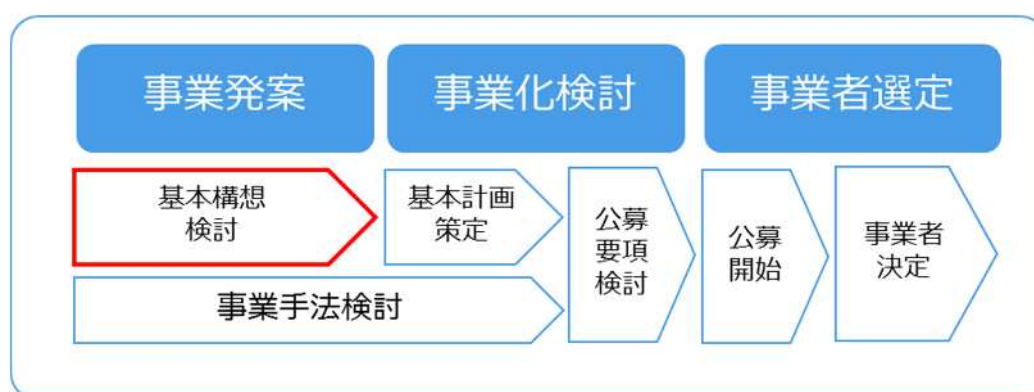 事業発案
事業化検討
事業者選定
基本構想
検討
基本計画
策定
公募
要項
検討
公募
開始
事業者
決定
事業手法検討